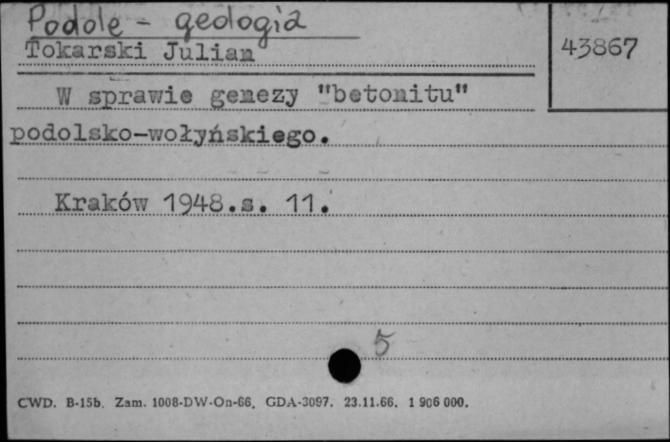 Podole - geologia
Tokarski Julian
43867
W sprawie genezy "betonitu"
podolsko-wołyńskiego.
Kraków 1948.s. 11.
5
CWD. B-15b. Zam. 1008-DW-On-66. GDA-3097. 23.11.66. 1 906 000.